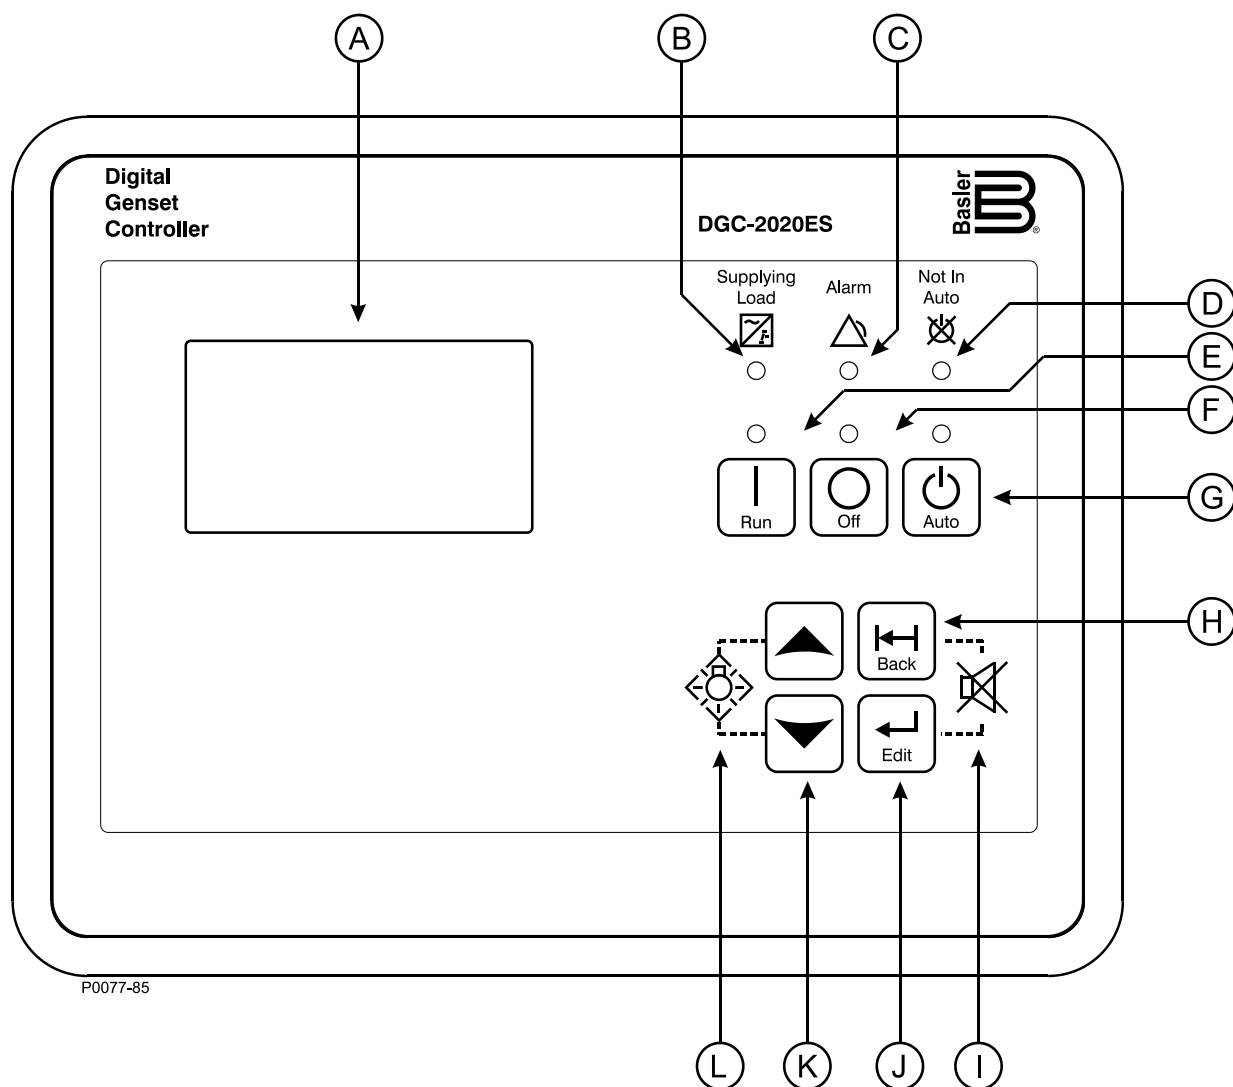 A
B
C
Digital
Genset
Controller
DGC-2020ES
Basler
B
®
Supplying
Load
Alarm
Not In
Auto
D
E
F
Run
Off
Auto
G
H
Back
Edit
P0077-85
L
K
J
I